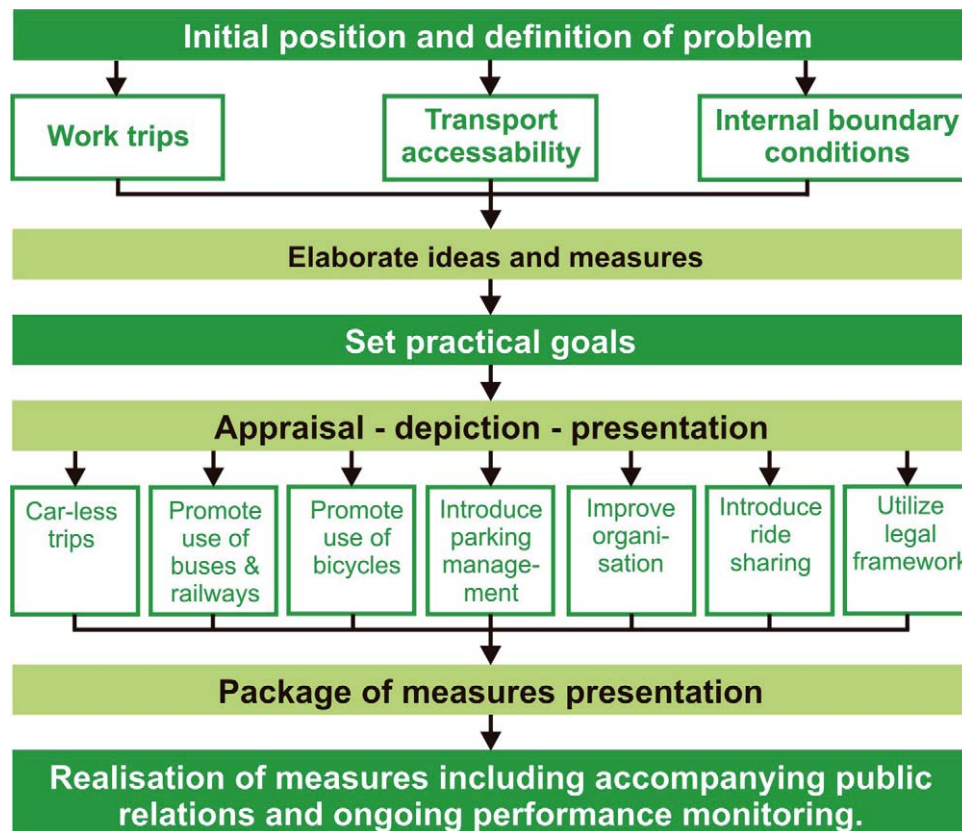 Initial position and definition of problem
Work trips
Transport
accessability
Internal boundary
conditions
Elaborate ideas and measures
Set practical goals
Appraisal - depiction - presentation
Car-less
trips
Promote
use of
buses &
railways
Promote
use of
bicycles
Introduce
parking
manage-
ment
Improve
organi-
sation
Introduce
ride
sharing
Utilize
legal
framework
Package of measures presentation
Realisation of measures including accompanying public
relations and ongoing performance monitoring.